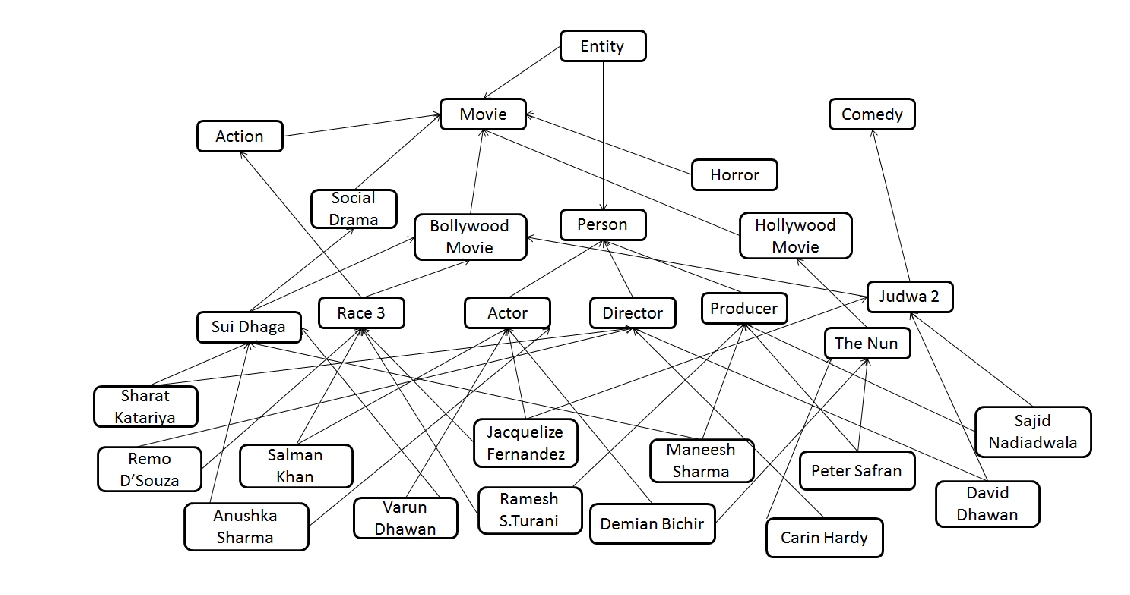 Entity
Movie
Comedy
Action
Horror
Social
Drama
Bollywood
Movie
Person
Hollywood
Movie
Sui Dhaga
Race 3
Actor
Director
Producer
Judwa 2
The Nun
Sharat
Katariya
Remo
D'Souza
Salman
Khan
Jacquelize
Fernandez
Maneesh
Sharma
Peter Safran
Sajid
Nadiadwala
Anushka
Sharma
Varun
Dhawan
Ramesh
S.Turani
Demian Bichir
Carin Hardy
David
Dhawan